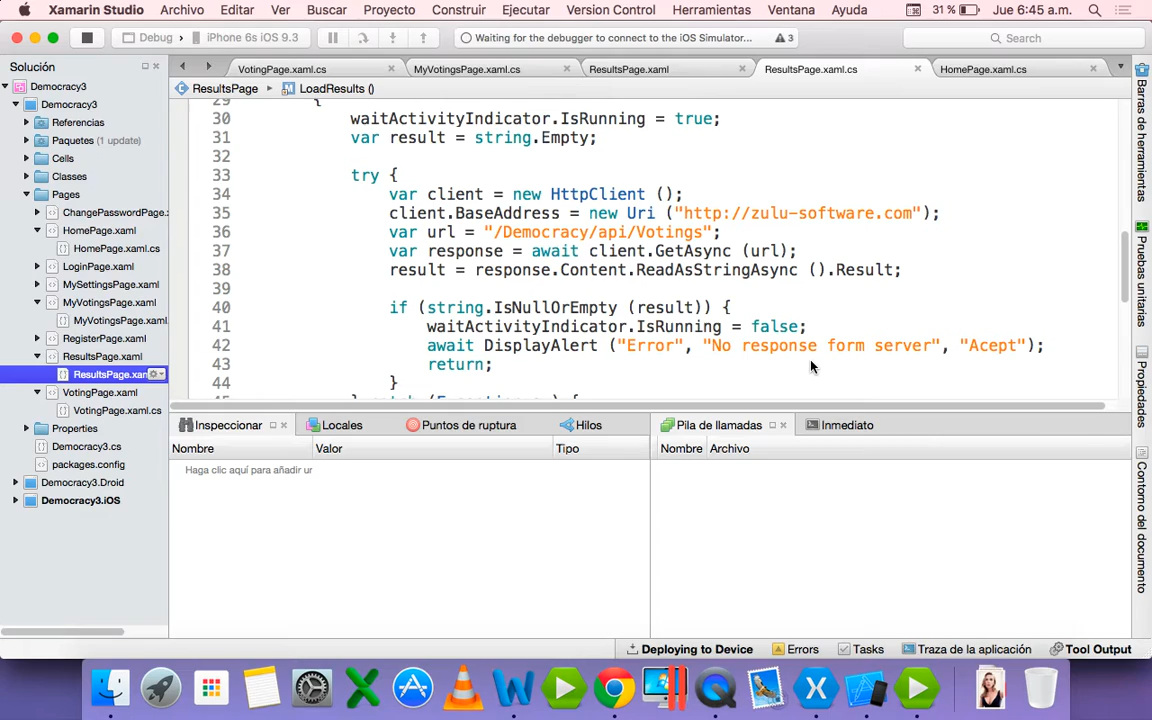 Xamarin Studio Archivo Editar Ver Buscar Proyecto Construir Ejecutar Version Control Herramientas Ventana Ayuda 31 % Jue 6:45 a.m.
Debug iPhone 6s iOS 9.3 Waiting for the debugger to connect to the iOS Simulator... 3 Search
Solución
VotingPage.xaml.cs MyVotingsPage.xaml.cs ResultsPage.xaml ResultsPage.xaml.cs HomePage.xaml.cs
ResultsPage LoadResults ()
Democracy3
Democracy3
Referencias
Paquetes (1 update)
Cells
Classes
Pages
ChangePasswordPage.
HomePage.xaml
HomePage.xaml.cs
LoginPage.xaml
MySettingsPage.xaml
MyVotingsPage.xaml
MyVotingsPage.xaml.
RegisterPage.xaml
ResultsPage.xaml
ResultsPage.xam
VotingPage.xaml
VotingPage.xaml.cs
Properties
Democracy3.cs
packages.config
Democracy3.Droid
Democracy3.iOS
29 {
30 waitActivityIndicator.IsRunning = true;
31 var result = string.Empty;
32
33 try {
34 var client = new HttpClient ();
35 client.BaseAddress = new Uri ("http://zulu-software.com");
36 var url = "/Democracy/api/Votings";
37 var response = await client.GetAsync (url);
38 result = response.Content.ReadAsStringAsync ().Result;
39
40 if (string.IsNullOrEmpty (result)) {
41 waitActivityIndicator.IsRunning = false;
42 await DisplayAlert ("Error", "No response form server", "Acept");
43 return;
44 }
Barras de herramientas
Pruebas unitarias
Propiedades
Contorno del documento
Inspeccionar Locales Puntos de ruptura Hilos
Nombre Valor Tipo
Haga clic aquí para añadir ur
Pila de llamadas Inmediato
Nombre Archivo
Deploying to Device Errors Tasks Traza de la aplicación Tool Output